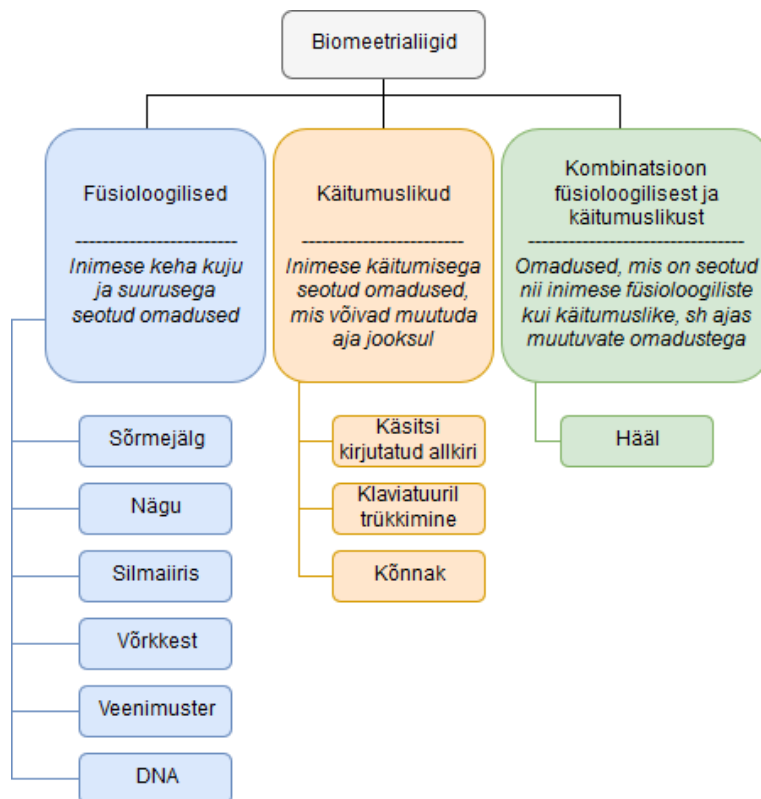 Biomeetrialiigid
Füsioloogilised
------------------------
Inimese keha kuju
ja suurusega
seotud omadused
Sõrmejälg
Nägu
Silmaiiris
Võrkkest
Veenimuster
DNA
Käitumuslikud
------------------------
Inimese käitumisega
seotud omadused,
mis võivad muutuda
aja jooksul
Käsitsi
kirjutatud allkiri
Klaviatuuril
trükkimine
Kõnnak
Kombinatsioon
füsioloogilisest ja
käitumuslikust
--------------------------------
Omadused, mis on seotud
nii inimese füsioloogiliste
kui käitumuslike, sh ajas
muutuvate omadustega
Hääl